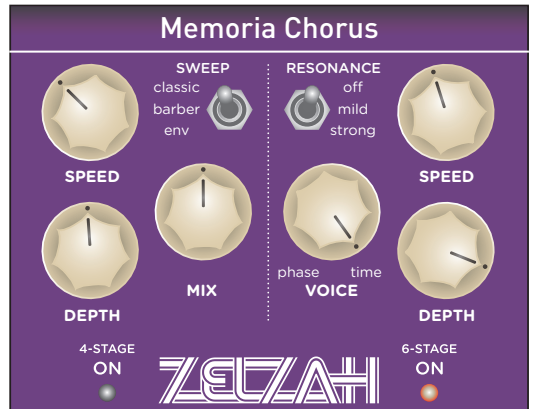 Memoria Chorus
SWEEP
classic
barber
env
RESONANCE
off
mild
strong
SPEED
SPEED
MIX
phase time
VOICE
DEPTH
DEPTH
4-STAGE
ON
ZELZAH
6-STAGE
ON